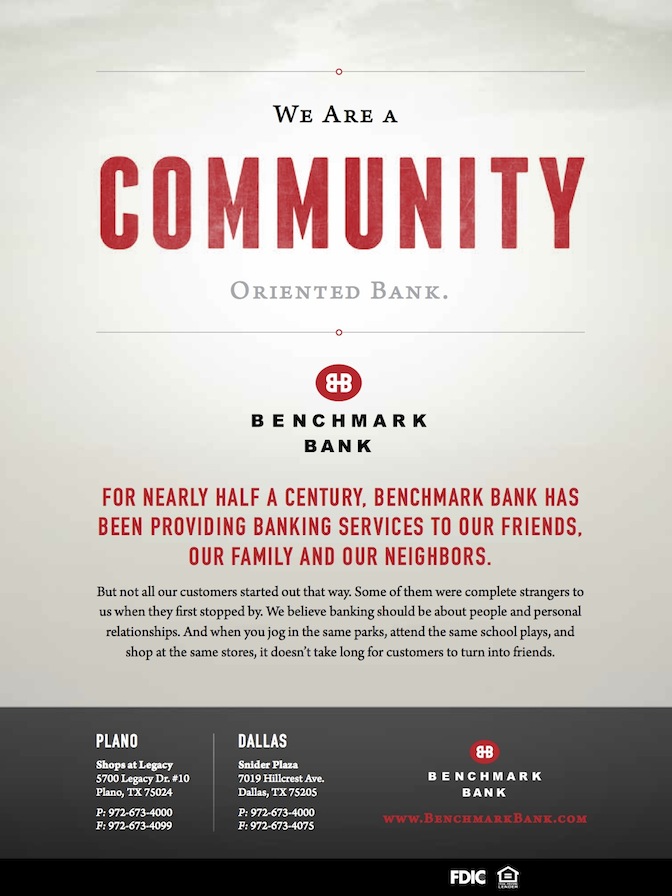 We Are a
COMMUNITY
Oriented Bank.
BB
BENCHMARK
BANK
FOR NEARLY HALF A CENTURY, BENCHMARK BANK HAS
BEEN PROVIDING BANKING SERVICES TO OUR FRIENDS,
OUR FAMILY AND OUR NEIGHBORS.
But not all our customers started out that way. Some of them were complete strangers to
us when they first stopped by. We believe banking should be about people and personal
relationships. And when you jog in the same parks, attend the same school plays, and
shop at the same stores, it doesn't take long for customers to turn into friends.
PLANO
Shops at Legacy
5700 Legacy Dr. #10
Plano, TX 75024
P: 972-673-4000
F: 972-673-4099
DALLAS
Snider Plaza
7019 Hillcrest Ave.
Dallas, TX 75205
P: 972-673-4000
F: 972-673-4075
BB
BENCHMARK
BANK
www.BenchmarkBank.com
FDIC
EQUAL HOUSING
LENDER